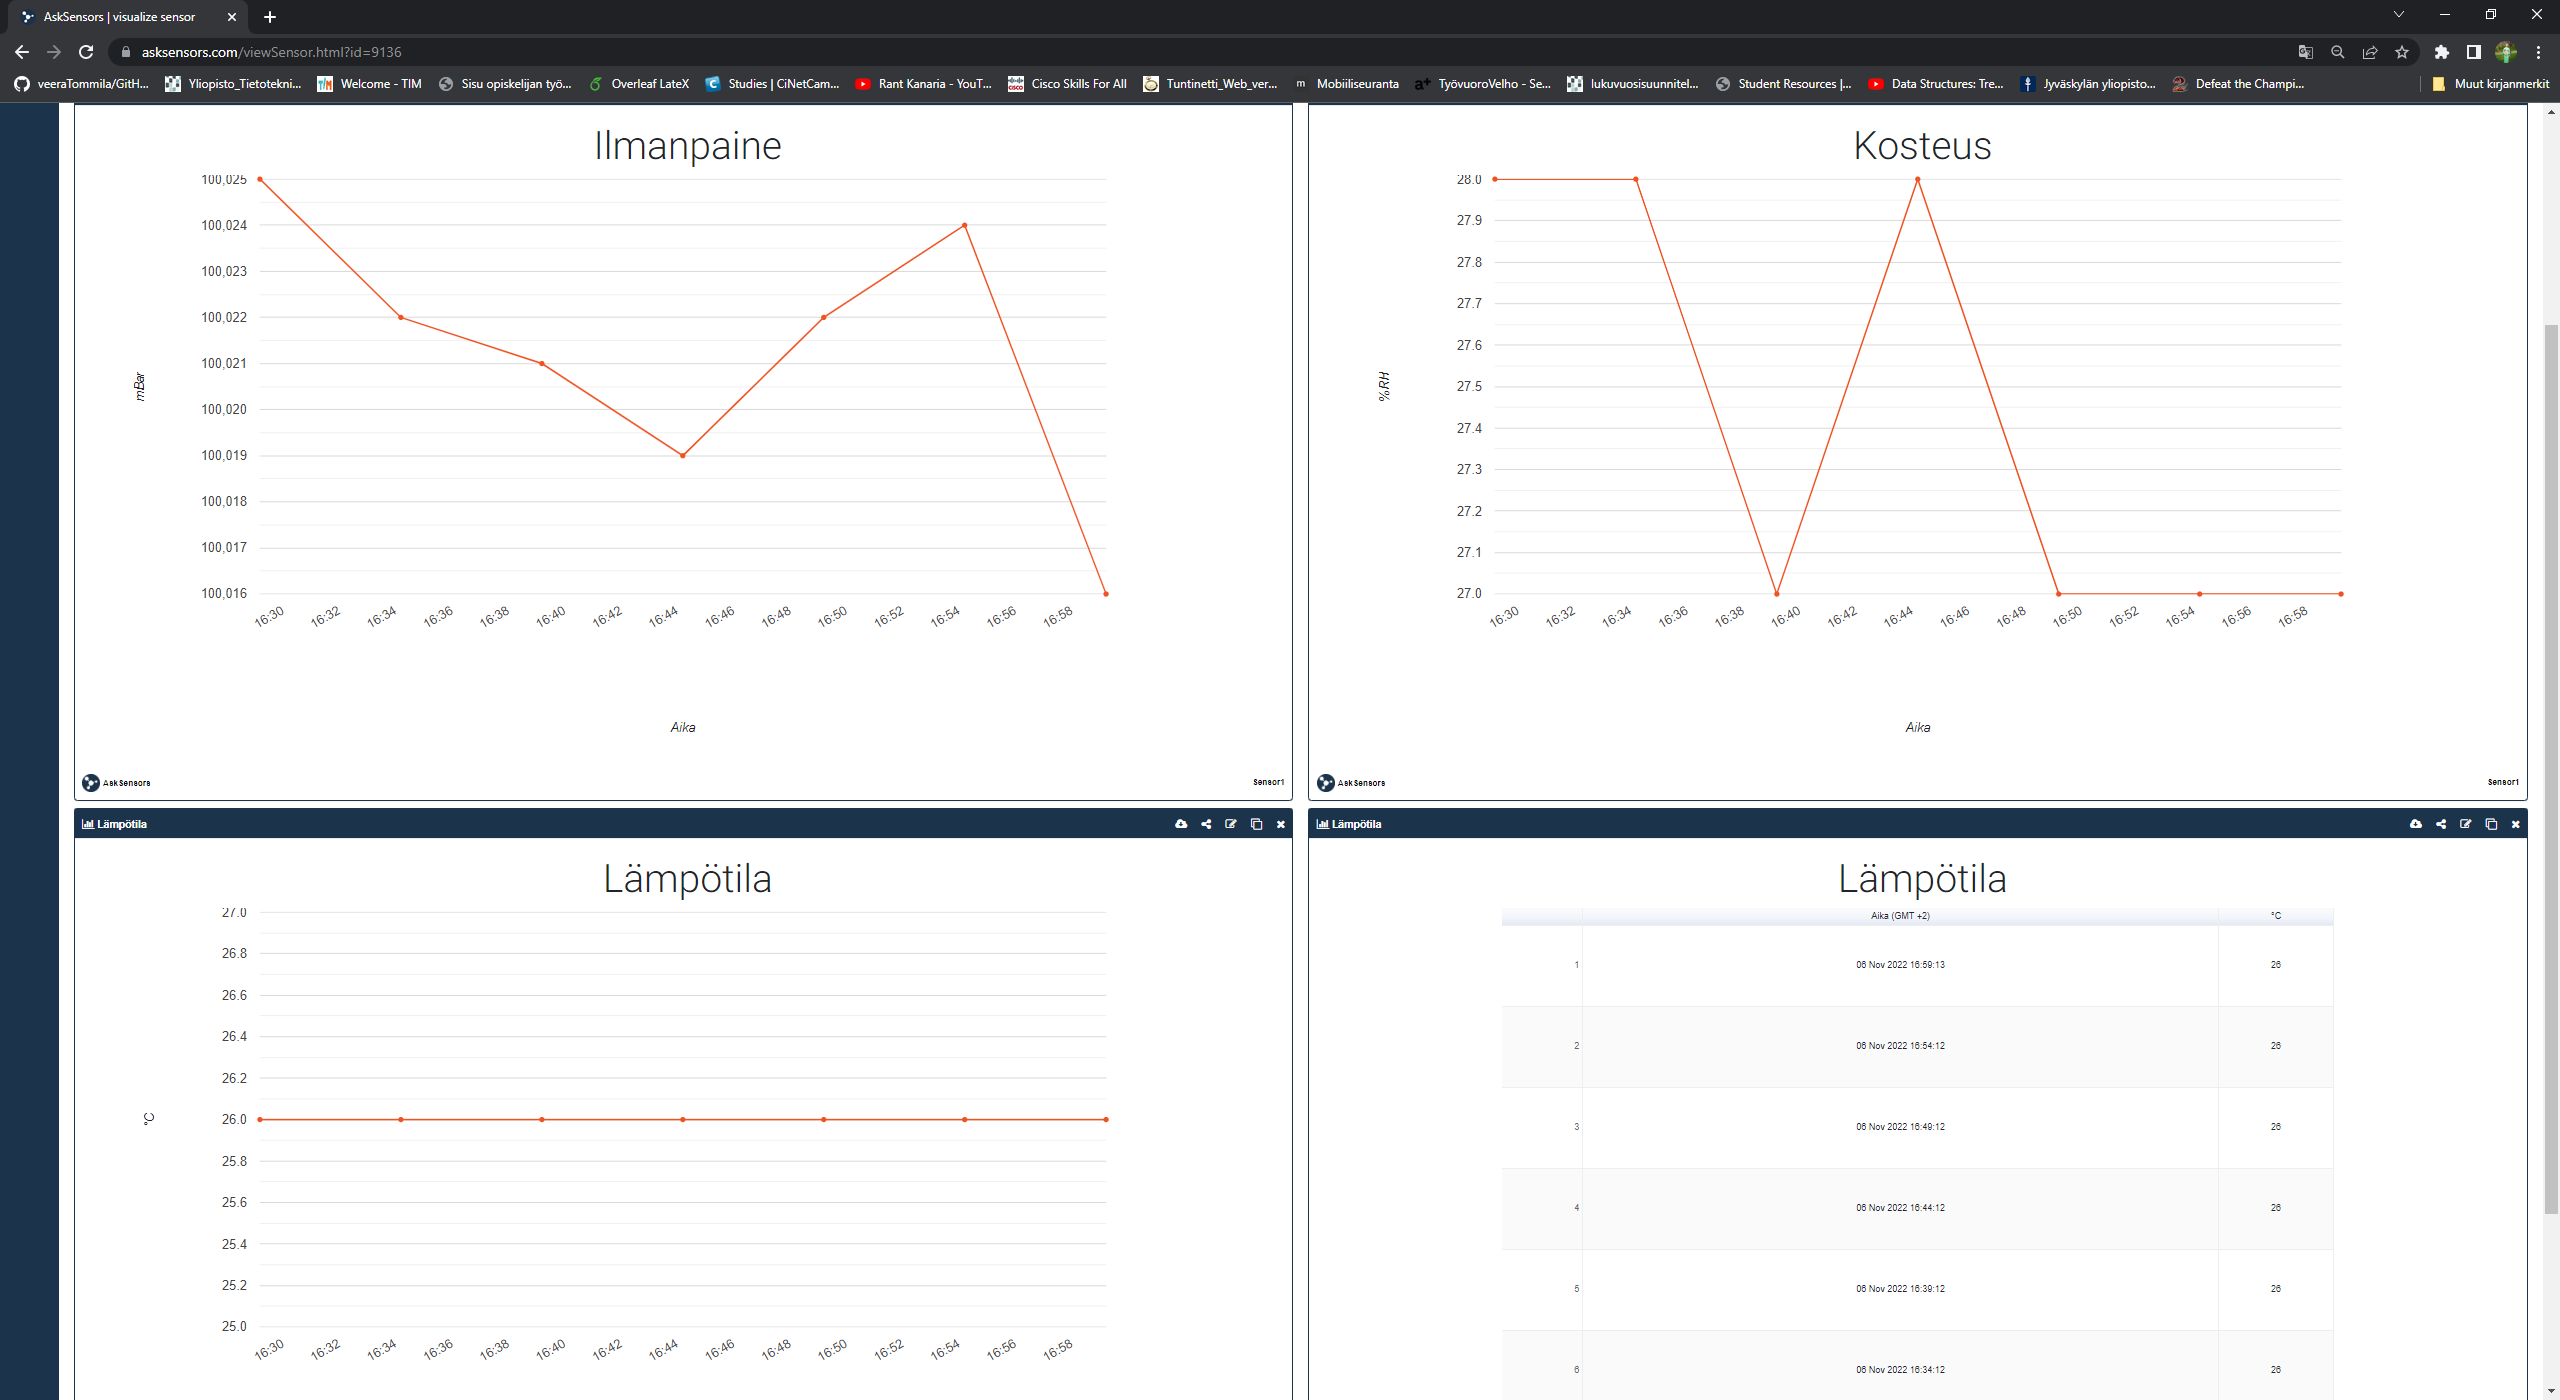 AskSensors | visualize sensor
asksensors.com/viewSensor.html?id=9136
veeraTommila/GitH... Yliopisto_Tietotekni... Welcome - TIM Sisu opiskelijan työ... Overleaf LateX Studies | CiNetCam... Rant Kanaria - YouT... Cisco Skills For All Tuntinetti_Web_ver... m Mobiiliseuranta a+ TyövuoroVelho - Se... lukuvuosisuunnitel... Student Resources |... Data Structures: Tre... Jyväskylän yliopisto... Defeat the Champi... Muut kirjanmerkit
Ilmanpaine
100,025
100,024
100,023
100,022
100,021
100,020
100,019
100,018
100,017
100,016
mBar
16:30 16:32 16:34 16:36 16:38 16:40 16:42 16:44 16:46 16:48 16:50 16:52 16:54 16:56 16:58
Aika
AskSensors
Sensor1
Kosteus
28.0
27.9
27.8
27.7
27.6
27.5
27.4
27.3
27.2
27.1
27.0
%RH
16:30 16:32 16:34 16:36 16:38 16:40 16:42 16:44 16:46 16:48 16:50 16:52 16:54 16:56 16:58
Aika
AskSensors
Sensor1
Lämpötila
Lämpötila
27.0
26.8
26.6
26.4
26.2
26.0
25.8
25.6
25.4
25.2
25.0
°C
16:30 16:32 16:34 16:36 16:38 16:40 16:42 16:44 16:46 16:48 16:50 16:52 16:54 16:56 16:58
Lämpötila
Lämpötila
Aika (GMT +2) °C
1 06 Nov 2022 16:59:13 26
2 06 Nov 2022 16:54:12 26
3 06 Nov 2022 16:49:12 26
4 06 Nov 2022 16:44:12 26
5 06 Nov 2022 16:39:12 26
6 06 Nov 2022 16:34:12 26